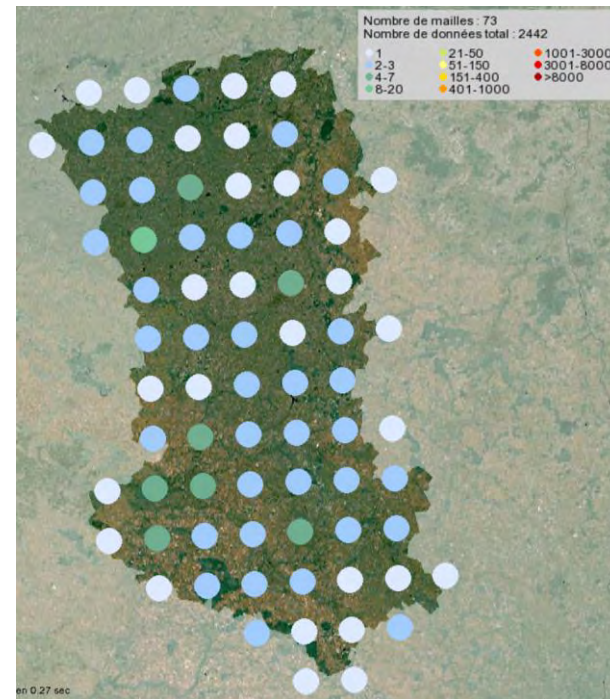 Nombre de mailles : 73
Nombre de données total : 2442
1 21-50 1001-3000
2-3 51-150 3001-8000
4-7 151-400 >8000
8-20 401-1000
en 0.27 sec